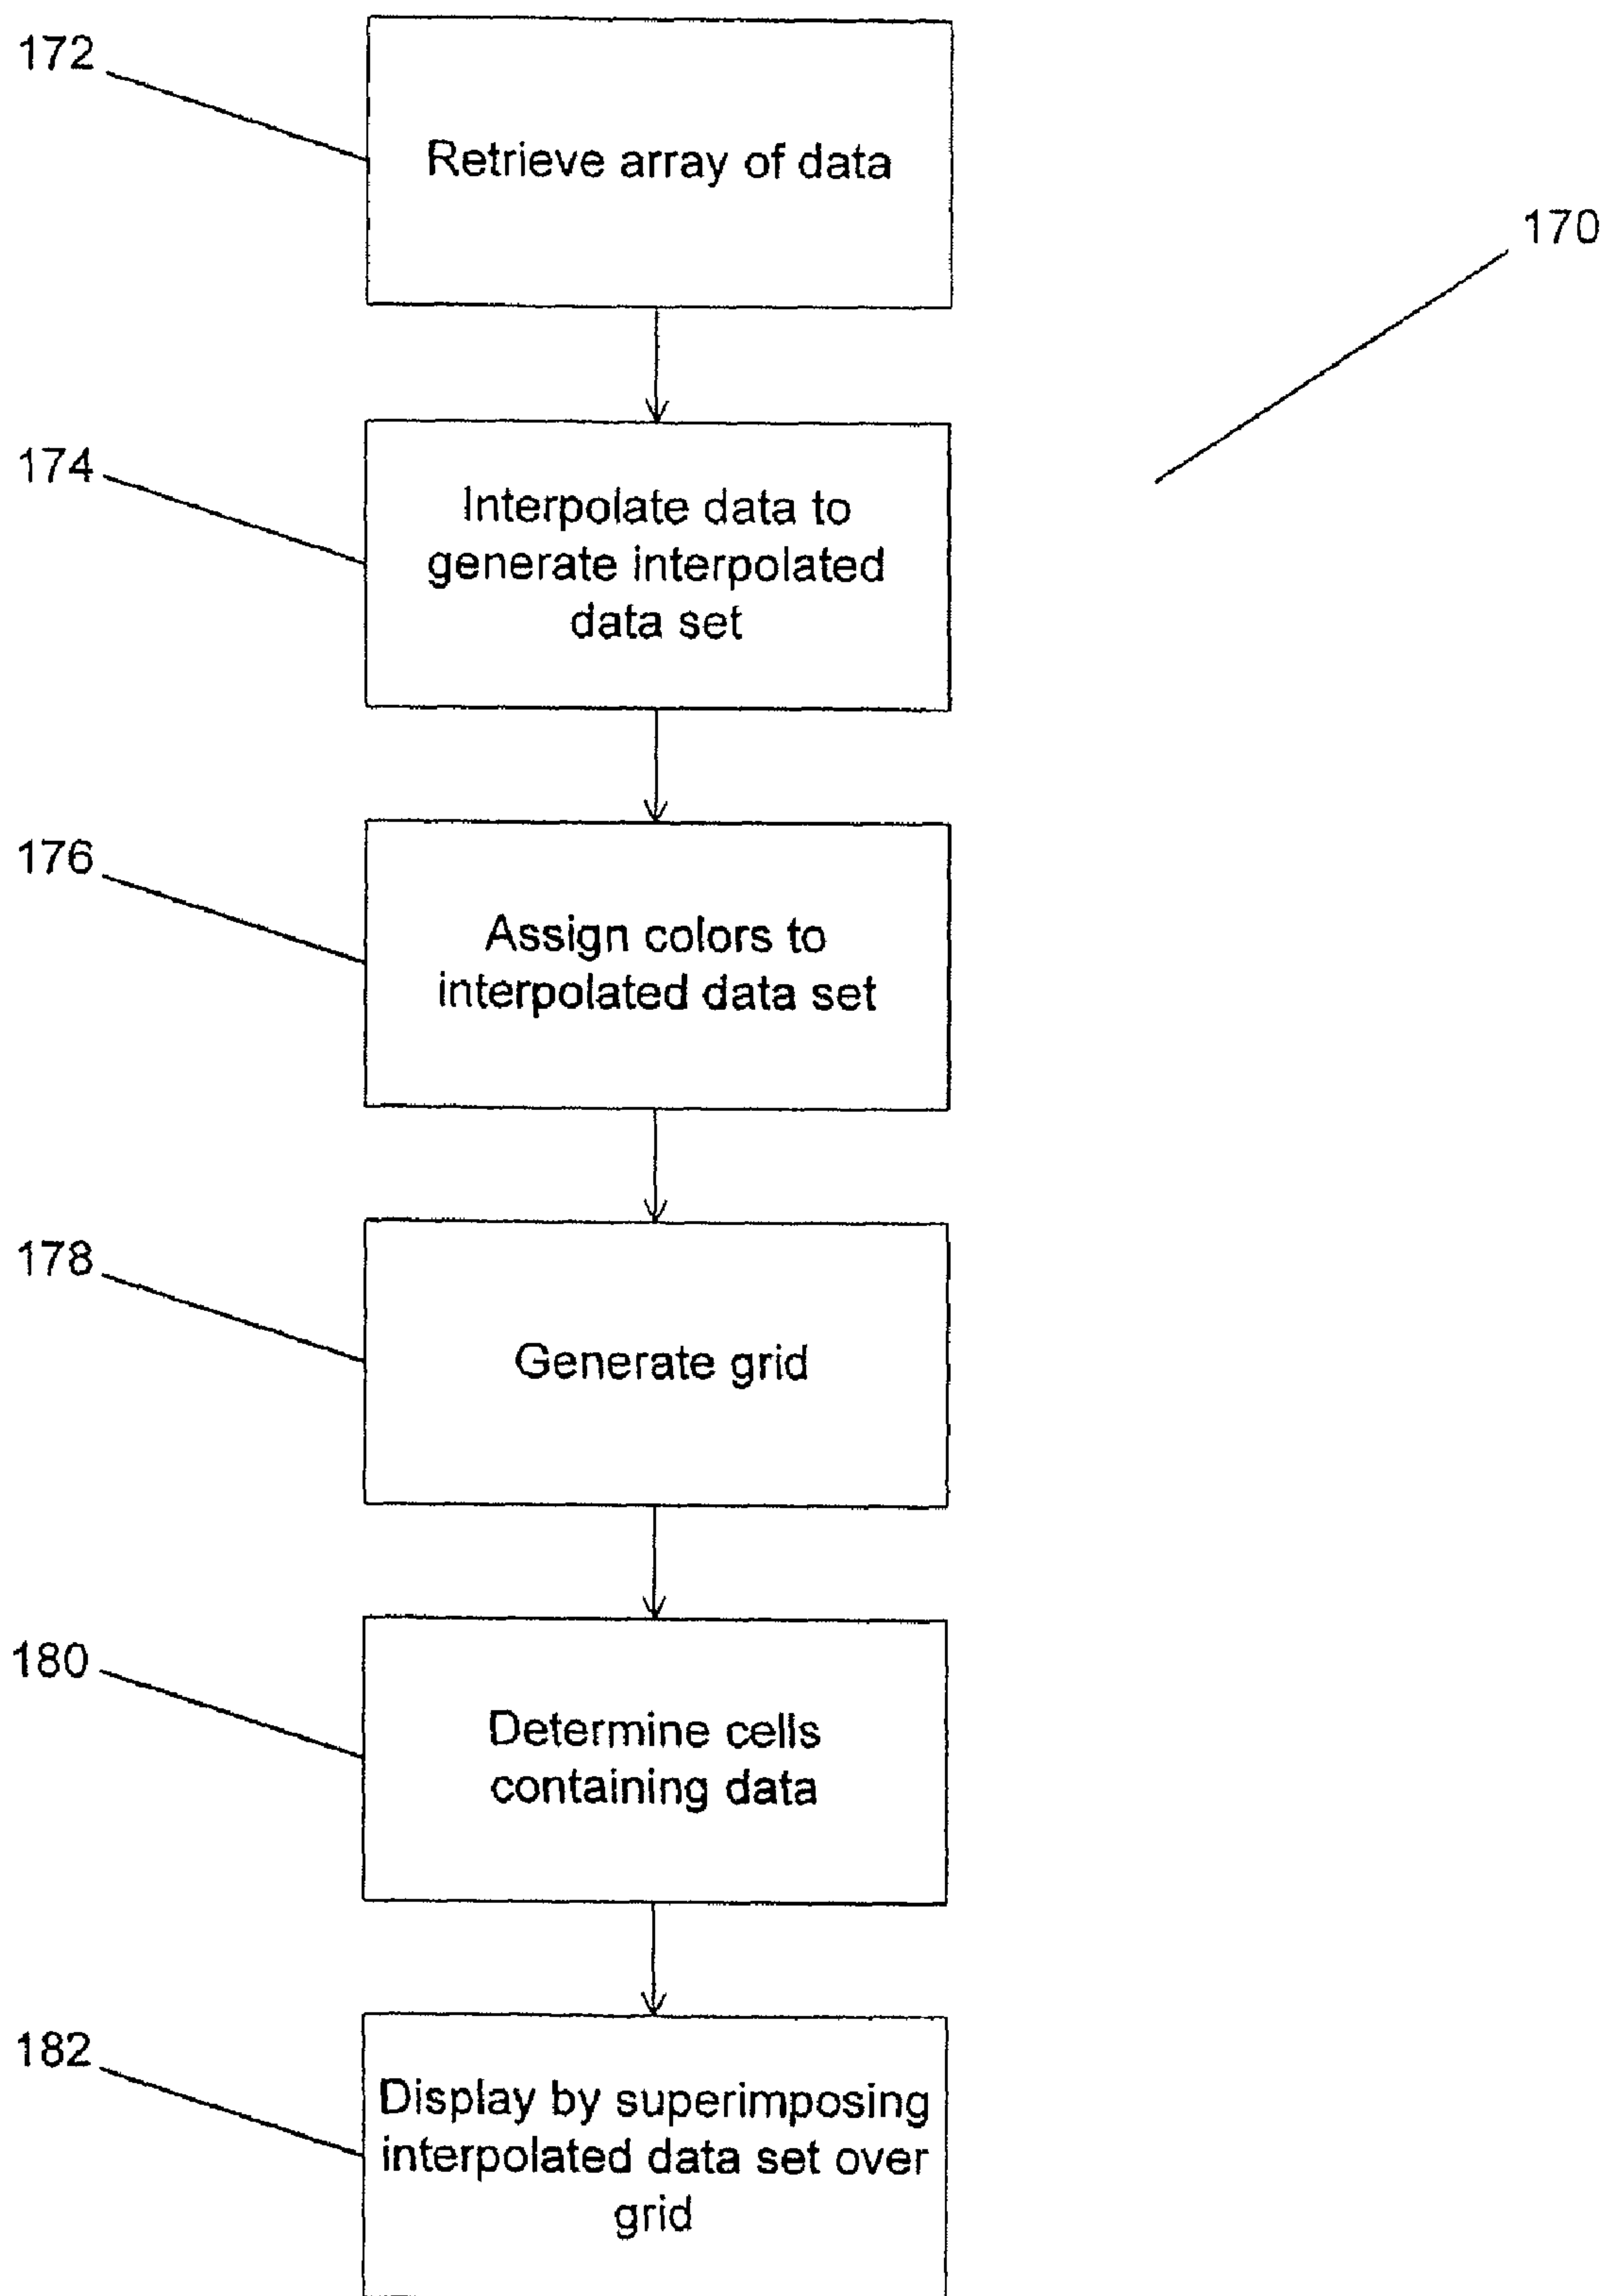 172
Retrieve array of data
170
174
Interpolate data to
generate interpolated
data set
176
Assign colors to
interpolated data set
178
Generate grid
180
Determine cells
containing data
182
Display by superimposing
interpolated data set over
grid